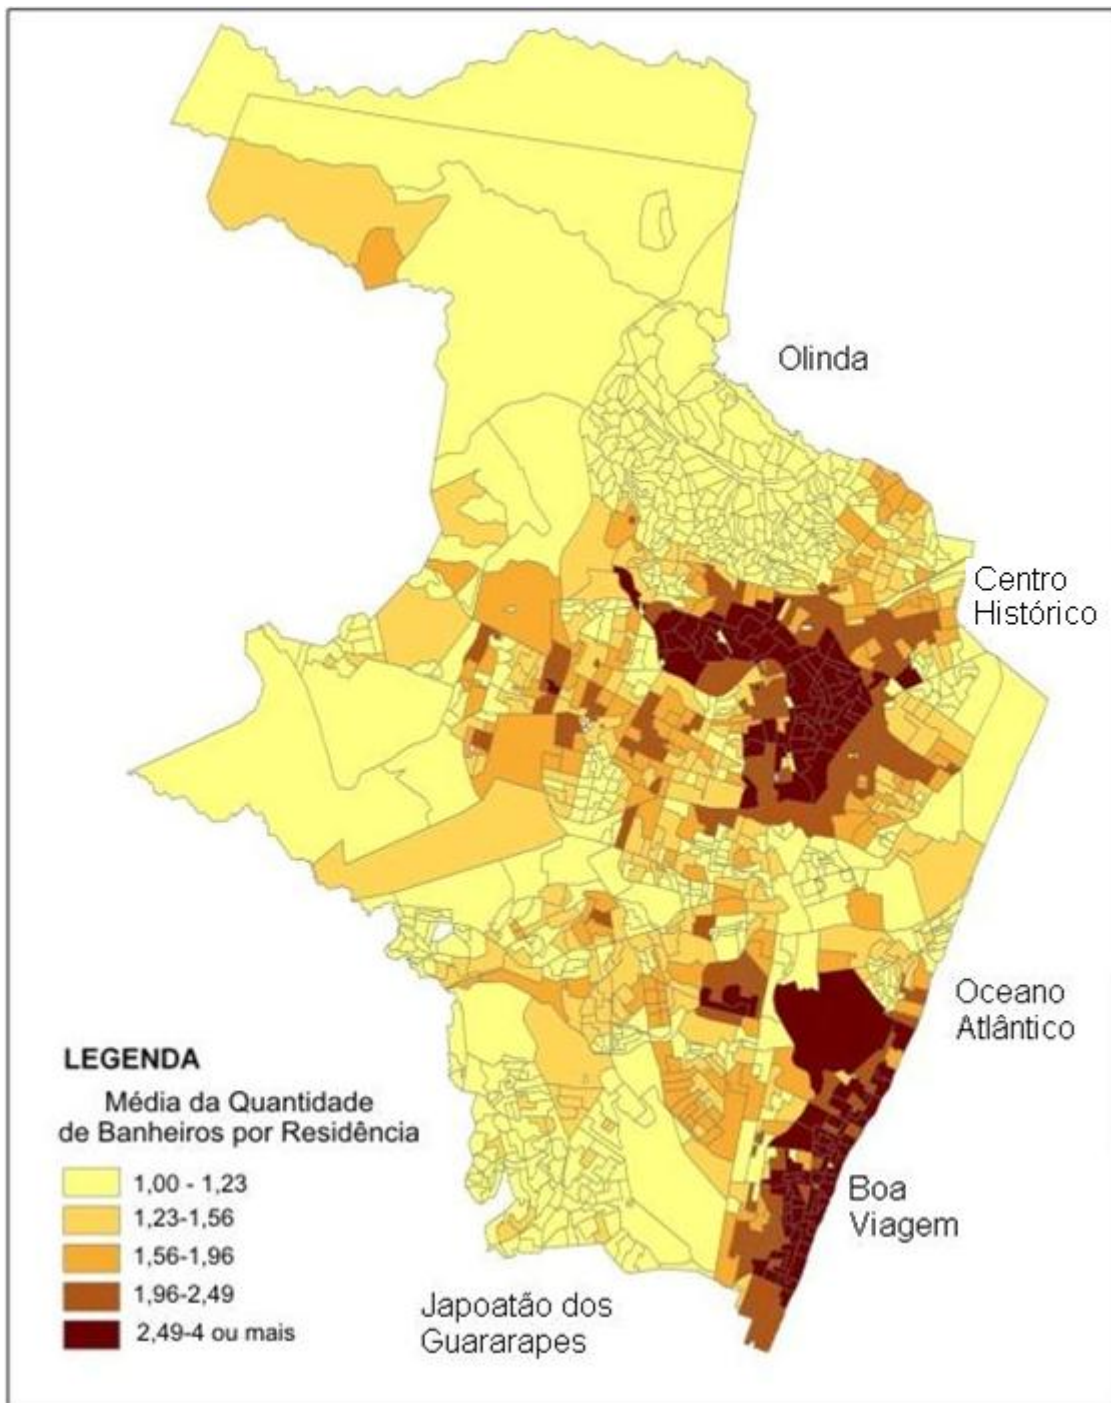 Olinda
Centro
Histórico
Oceano
Atlântico
Boa
Viagem
Japoatão dos
Guararapes
LEGENDA
Média da Quantidade
de Banheiros por Residência
1,00 - 1,23
1,23-1,56
1,56-1,96
1,96-2,49
2,49-4 ou mais